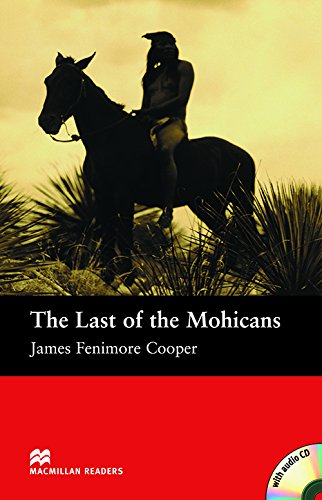 The Last of the Mohicans
James Fenimore Cooper
with audio CD
MACMILLAN READERS